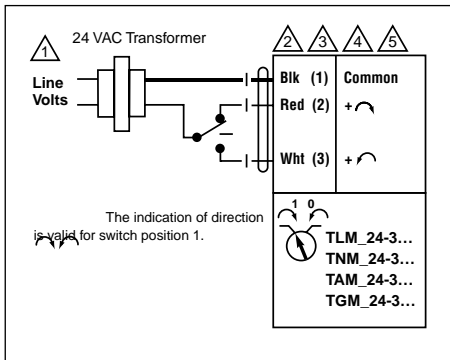 24 VAC Transformer
1
2 3 4 5
Line
Volts
Blk (1) Common
Red (2) +
Wht (3) +
1 0
The indication of direction
is valid for switch position 1.
TLM_24-3...
TNM_24-3...
TAM_24-3...
TGM_24-3...